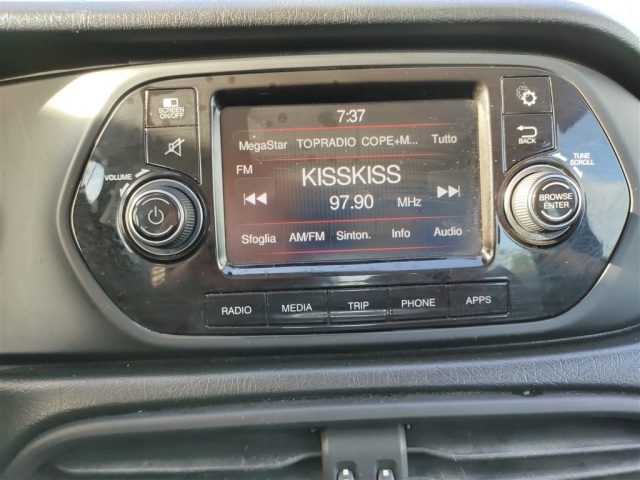 SCREEN
ON/OFF
7:37
MegaStar TOPRADIO COPE+M... Tutto
BACK
VOLUME
FM
KISSKISS
TUNE
SCROLL
97.90 MHz
BROWSE
ENTER
Sfoglia AM/FM Sinton. Info Audio
RADIO MEDIA TRIP PHONE APPS